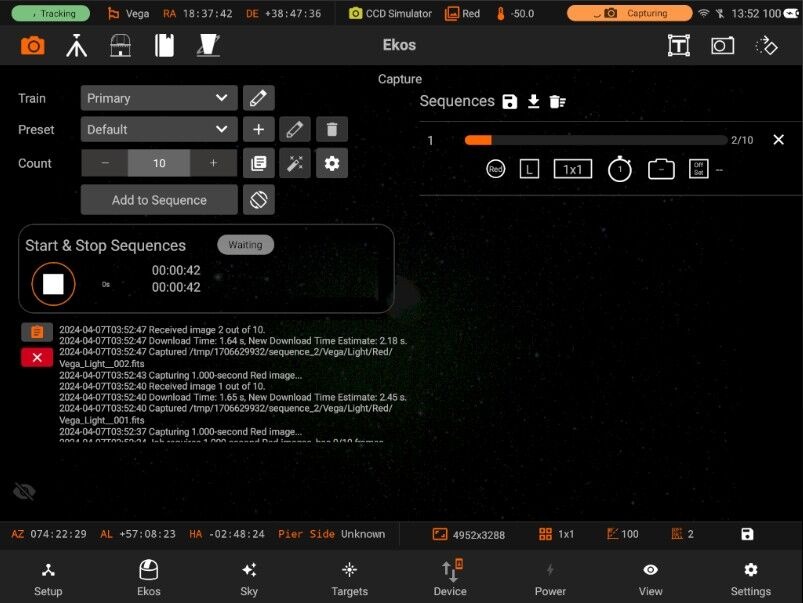 Tracking Vega RA 18:37:42 DE +38:47:36 CCD Simulator Red -50.0 Capturing 13:52 100
Ekos
Capture
Train Primary
Sequences
Preset Default
1 2/10
Count - 10 +
Red L 1x1 1 - Off Set --
Add to Sequence
Start & Stop Sequences Waiting
0s 00:00:42
00:00:42
2024-04-07T03:52:47 Received image 2 out of 10.
2024-04-07T03:52:47 Download Time: 1.64 s, New Download Time Estimate: 2.18 s.
2024-04-07T03:52:47 Captured /tmp/1706629932/sequence_2/Vega/Light/Red/
Vega_Light__002.fits
2024-04-07T03:52:43 Capturing 1.000-second Red image...
2024-04-07T03:52:40 Received image 1 out of 10.
2024-04-07T03:52:40 Download Time: 1.65 s, New Download Time Estimate: 2.45 s.
2024-04-07T03:52:40 Captured /tmp/1706629932/sequence_2/Vega/Light/Red/
Vega_Light__001.fits
2024-04-07T03:52:37 Capturing 1.000-second Red image...
AZ 074:22:29 AL +57:08:23 HA -02:48:24 Pier Side Unknown 4952x3288 1x1 100 2
Setup Ekos Sky Targets Device Power View Settings